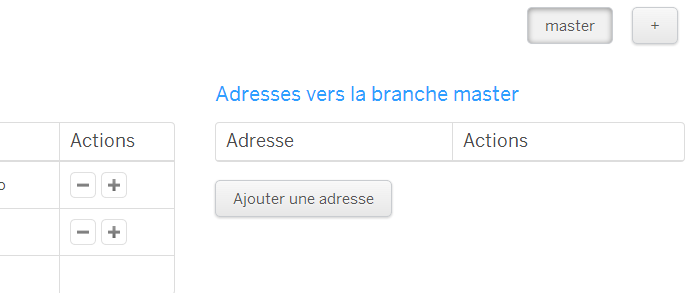 master +
Adresses vers la branche master
Actions
Adresse Actions
Ajouter une adresse